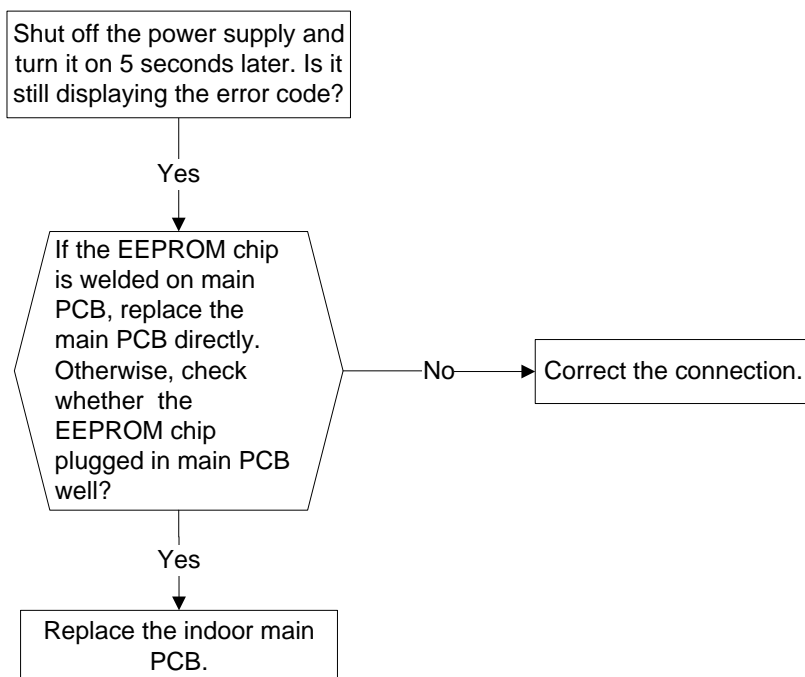 Shut off the power supply and
turn it on 5 seconds later. Is it
still displaying the error code?
Yes
If the EEPROM chip
is welded on main
PCB, replace the
main PCB directly.
Otherwise, check
whether  the
EEPROM chip
plugged in main PCB
well?
No
Correct the connection.
Yes
Replace the indoor main
PCB.